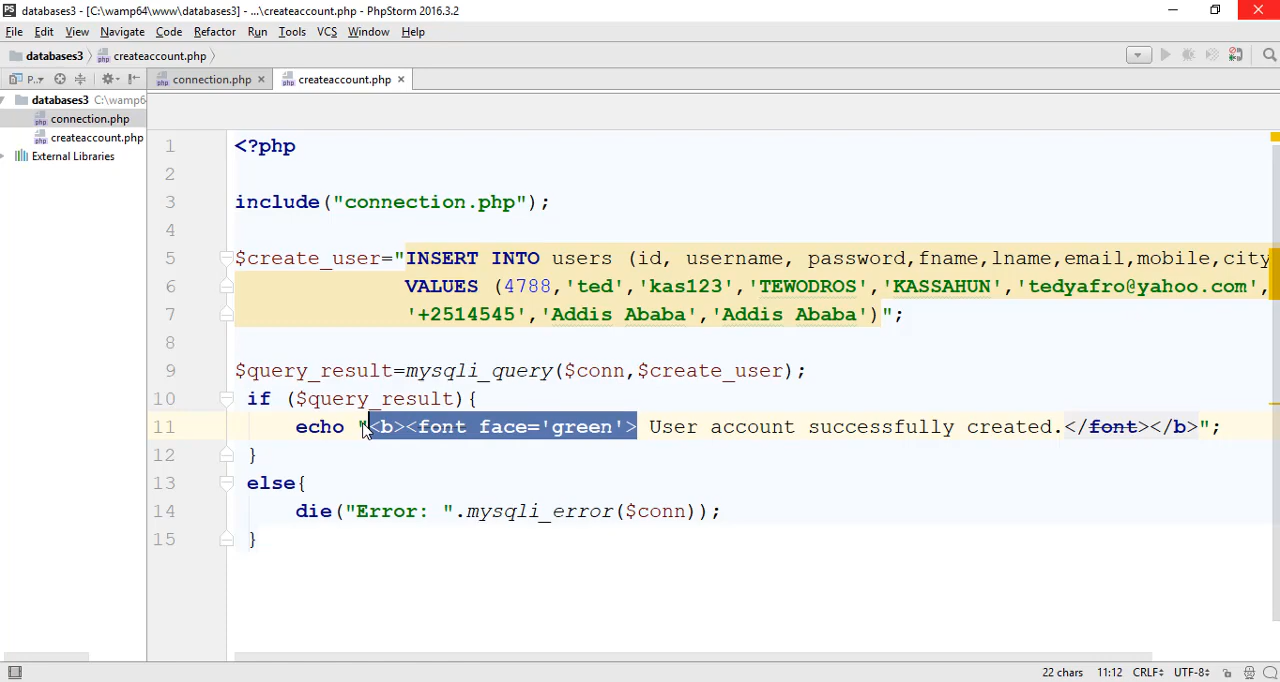 databases3 - [C:\wamp64\www\databases3] - ...\createaccount.php - PhpStorm 2016.3.2
File Edit View Navigate Code Refactor Run Tools VCS Window Help
databases3 createaccount.php
P.. connection.php createaccount.php
databases3 C:\wamp6
connection.php
createaccount.php
External Libraries
1 <?php
2
3 include("connection.php");
4
5 $create_user="INSERT INTO users (id, username, password,fname,lname,email,mobile,city
6 VALUES (4788,'ted','kas123','TEWODROS','KASSAHUN','tedyafro@yahoo.com',
7 '+2514545','Addis Ababa','Addis Ababa')";
8
9 $query_result=mysqli_query($conn,$create_user);
10 if ($query_result){
11 echo "<b><font face='green'> User account successfully created.</font></b>";
12 }
13 else{
14 die("Error: ".mysqli_error($conn));
15 }
22 chars 11:12 CRLF UTF-8